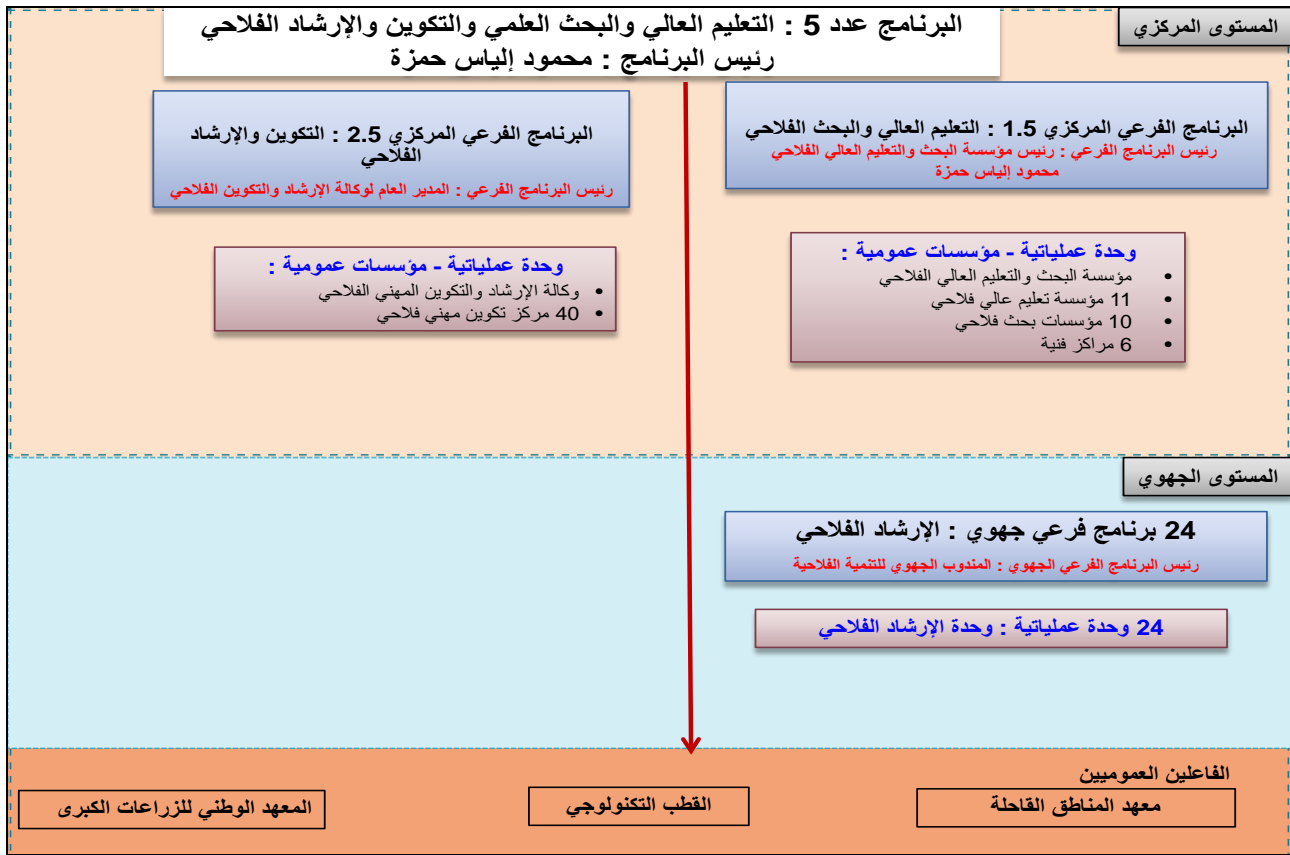 المستوى المركزي
البرنامج عدد 5 : التعليم العالي والبحث العلمي والتكوين والإرشاد الفلاحي
رئيس البرنامج : محمود إلياس حمزة
البرنامج الفرعي المركزي 1.5 : التعليم العالي والبحث الفلاحي
رئيس البرنامج الفرعي : رئيس مؤسسة البحث والتعليم العالي الفلاحي
محمود إلياس حمزة
البرنامج الفرعي المركزي 2.5 : التكوين والإرشاد
الفلاحي
رئيس البرنامج الفرعي : المدير العام لوكالة الإرشاد والتكوين الفلاحي
وحدة عملياتية - مؤسسات عمومية :
• مؤسسة البحث والتعليم العالي الفلاحي
• 11 مؤسسة تعليم عالي فلاحي
• 10 مؤسسات بحث فلاحي
• 6 مراكز فنية
وحدة عملياتية - مؤسسات عمومية :
• وكالة الإرشاد والتكوين المهني الفلاحي
• 40 مركز تكوين مهني فلاحي
المستوى الجهوي
24 برنامج فرعي جهوي : الإرشاد الفلاحي
رئيس البرنامج الفرعي الجهوي : المندوب الجهوي للتنمية الفلاحية
24 وحدة عملياتية : وحدة الإرشاد الفلاحي
الفاعلين العموميين
معهد المناطق القاحلة
القطب التكنولوجي
المعهد الوطني للزراعات الكبرى